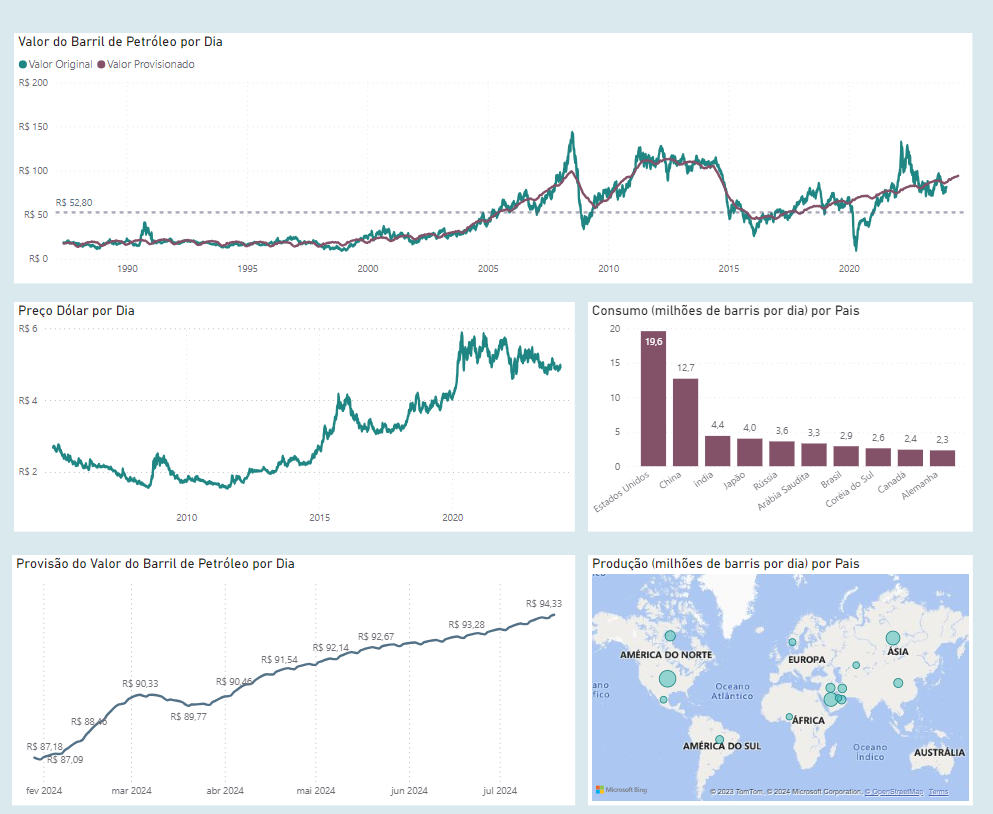 Valor do Barril de Petróleo por Dia
Valor Original Valor Provisionado
R$ 200
R$ 150
R$ 100
R$ 52,80
R$ 50
R$ 0
1990 1995 2000 2005 2010 2015 2020
Preço Dólar por Dia
R$ 6
R$ 4
R$ 2
2010 2015 2020
Consumo (milhões de barris por dia) por Pais
20
15
10
5
0
19,6
12,7
4,4
4,0
3,6
3,3
2,9
2,6
2,4
2,3
Estados Unidos
China
índia
Japão
Rússia
Arábia Saudita
Brasil
Coréia do Sul
Canadá
Alemanha
Provisão do Valor do Barril de Petróleo por Dia
R$ 87,18
R$ 87,09
R$ 88,46
R$ 90,33
R$ 89,77
R$ 90,46
R$ 91,54
R$ 92,14
R$ 92,67
R$ 93,28
R$ 94,33
fev 2024 mar 2024 abr 2024 mai 2024 jun 2024 jul 2024
Produção (milhões de barris por dia) por Pais
AMÉRICA DO NORTE
EUROPA
ÁSIA
ano
fico
Oceano
Atlântico
ÁFRICA
AMÉRICA DO SUL
Oceano
Índico
AUSTRÁLIA
Microsoft Bing
© 2023 TomTom, © 2024 Microsoft Corporation, © OpenStreetMap Terms